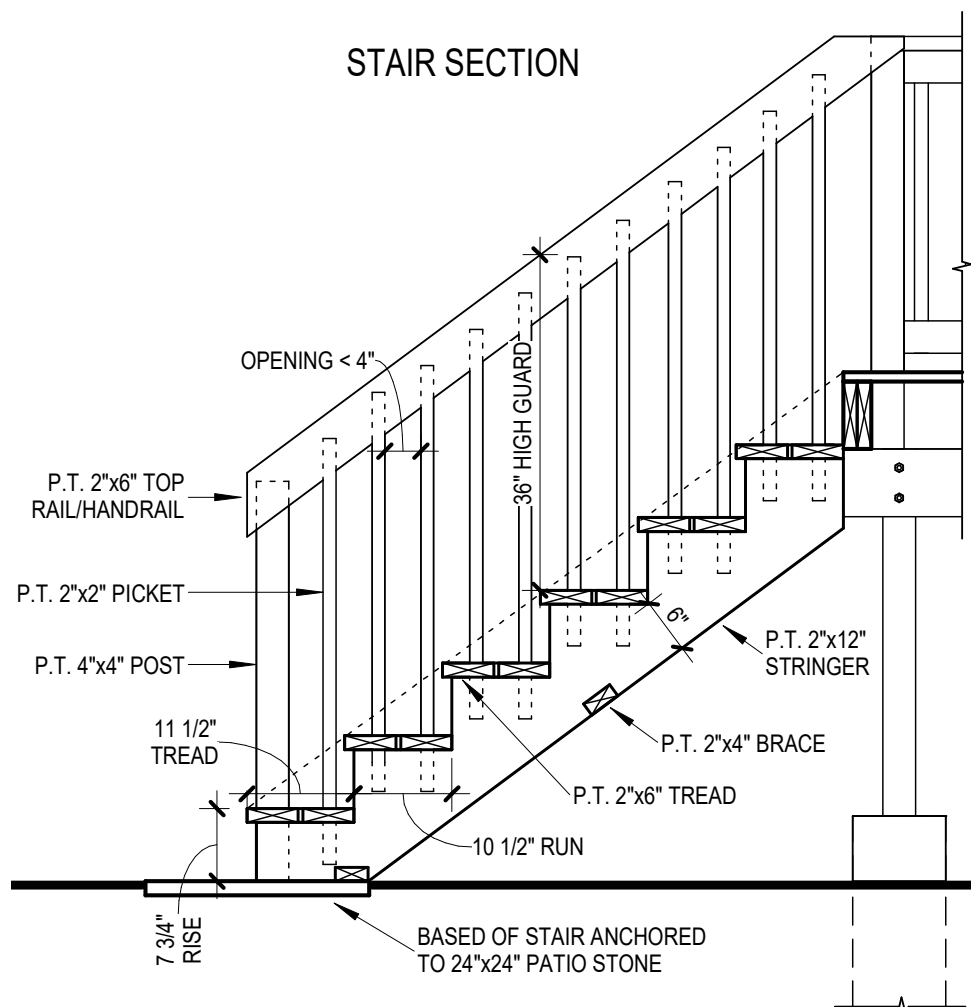 STAIR SECTION
OPENING < 4"
36" HIGH GUARD
P.T. 2"x6" TOP
RAIL/HANDRAIL
P.T. 2"x2" PICKET
P.T. 4"x4" POST
6"
P.T. 2"x12"
STRINGER
11 1/2"
TREAD
P.T. 2"x4" BRACE
P.T. 2"x6" TREAD
10 1/2" RUN
7 3/4"
RISE
BASED OF STAIR ANCHORED
TO 24"x24" PATIO STONE